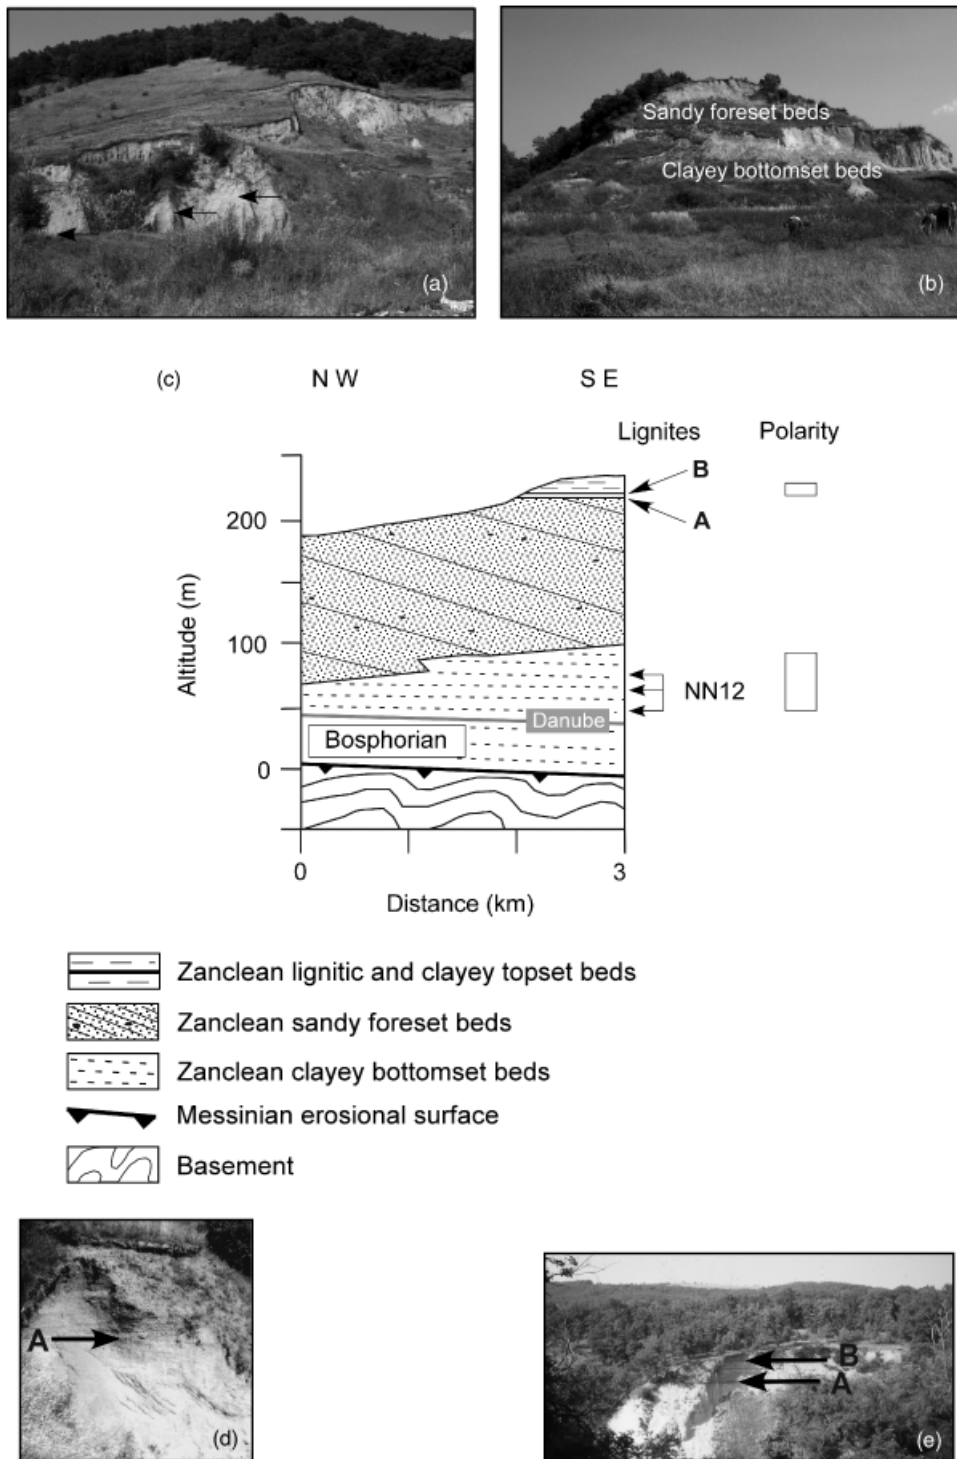 (a)
Sandy foreset beds
Clayey bottomset beds
(b)
(c)
N W
S E
Lignites
Polarity
B
A
200
100
0
Altitude (m)
NN12
Danube
Bosphorian
0
3
Distance (km)
Zanclean lignitic and clayey topset beds
Zanclean sandy foreset beds
Zanclean clayey bottomset beds
Messinian erosional surface
Basement
A
(d)
B
A
(e)